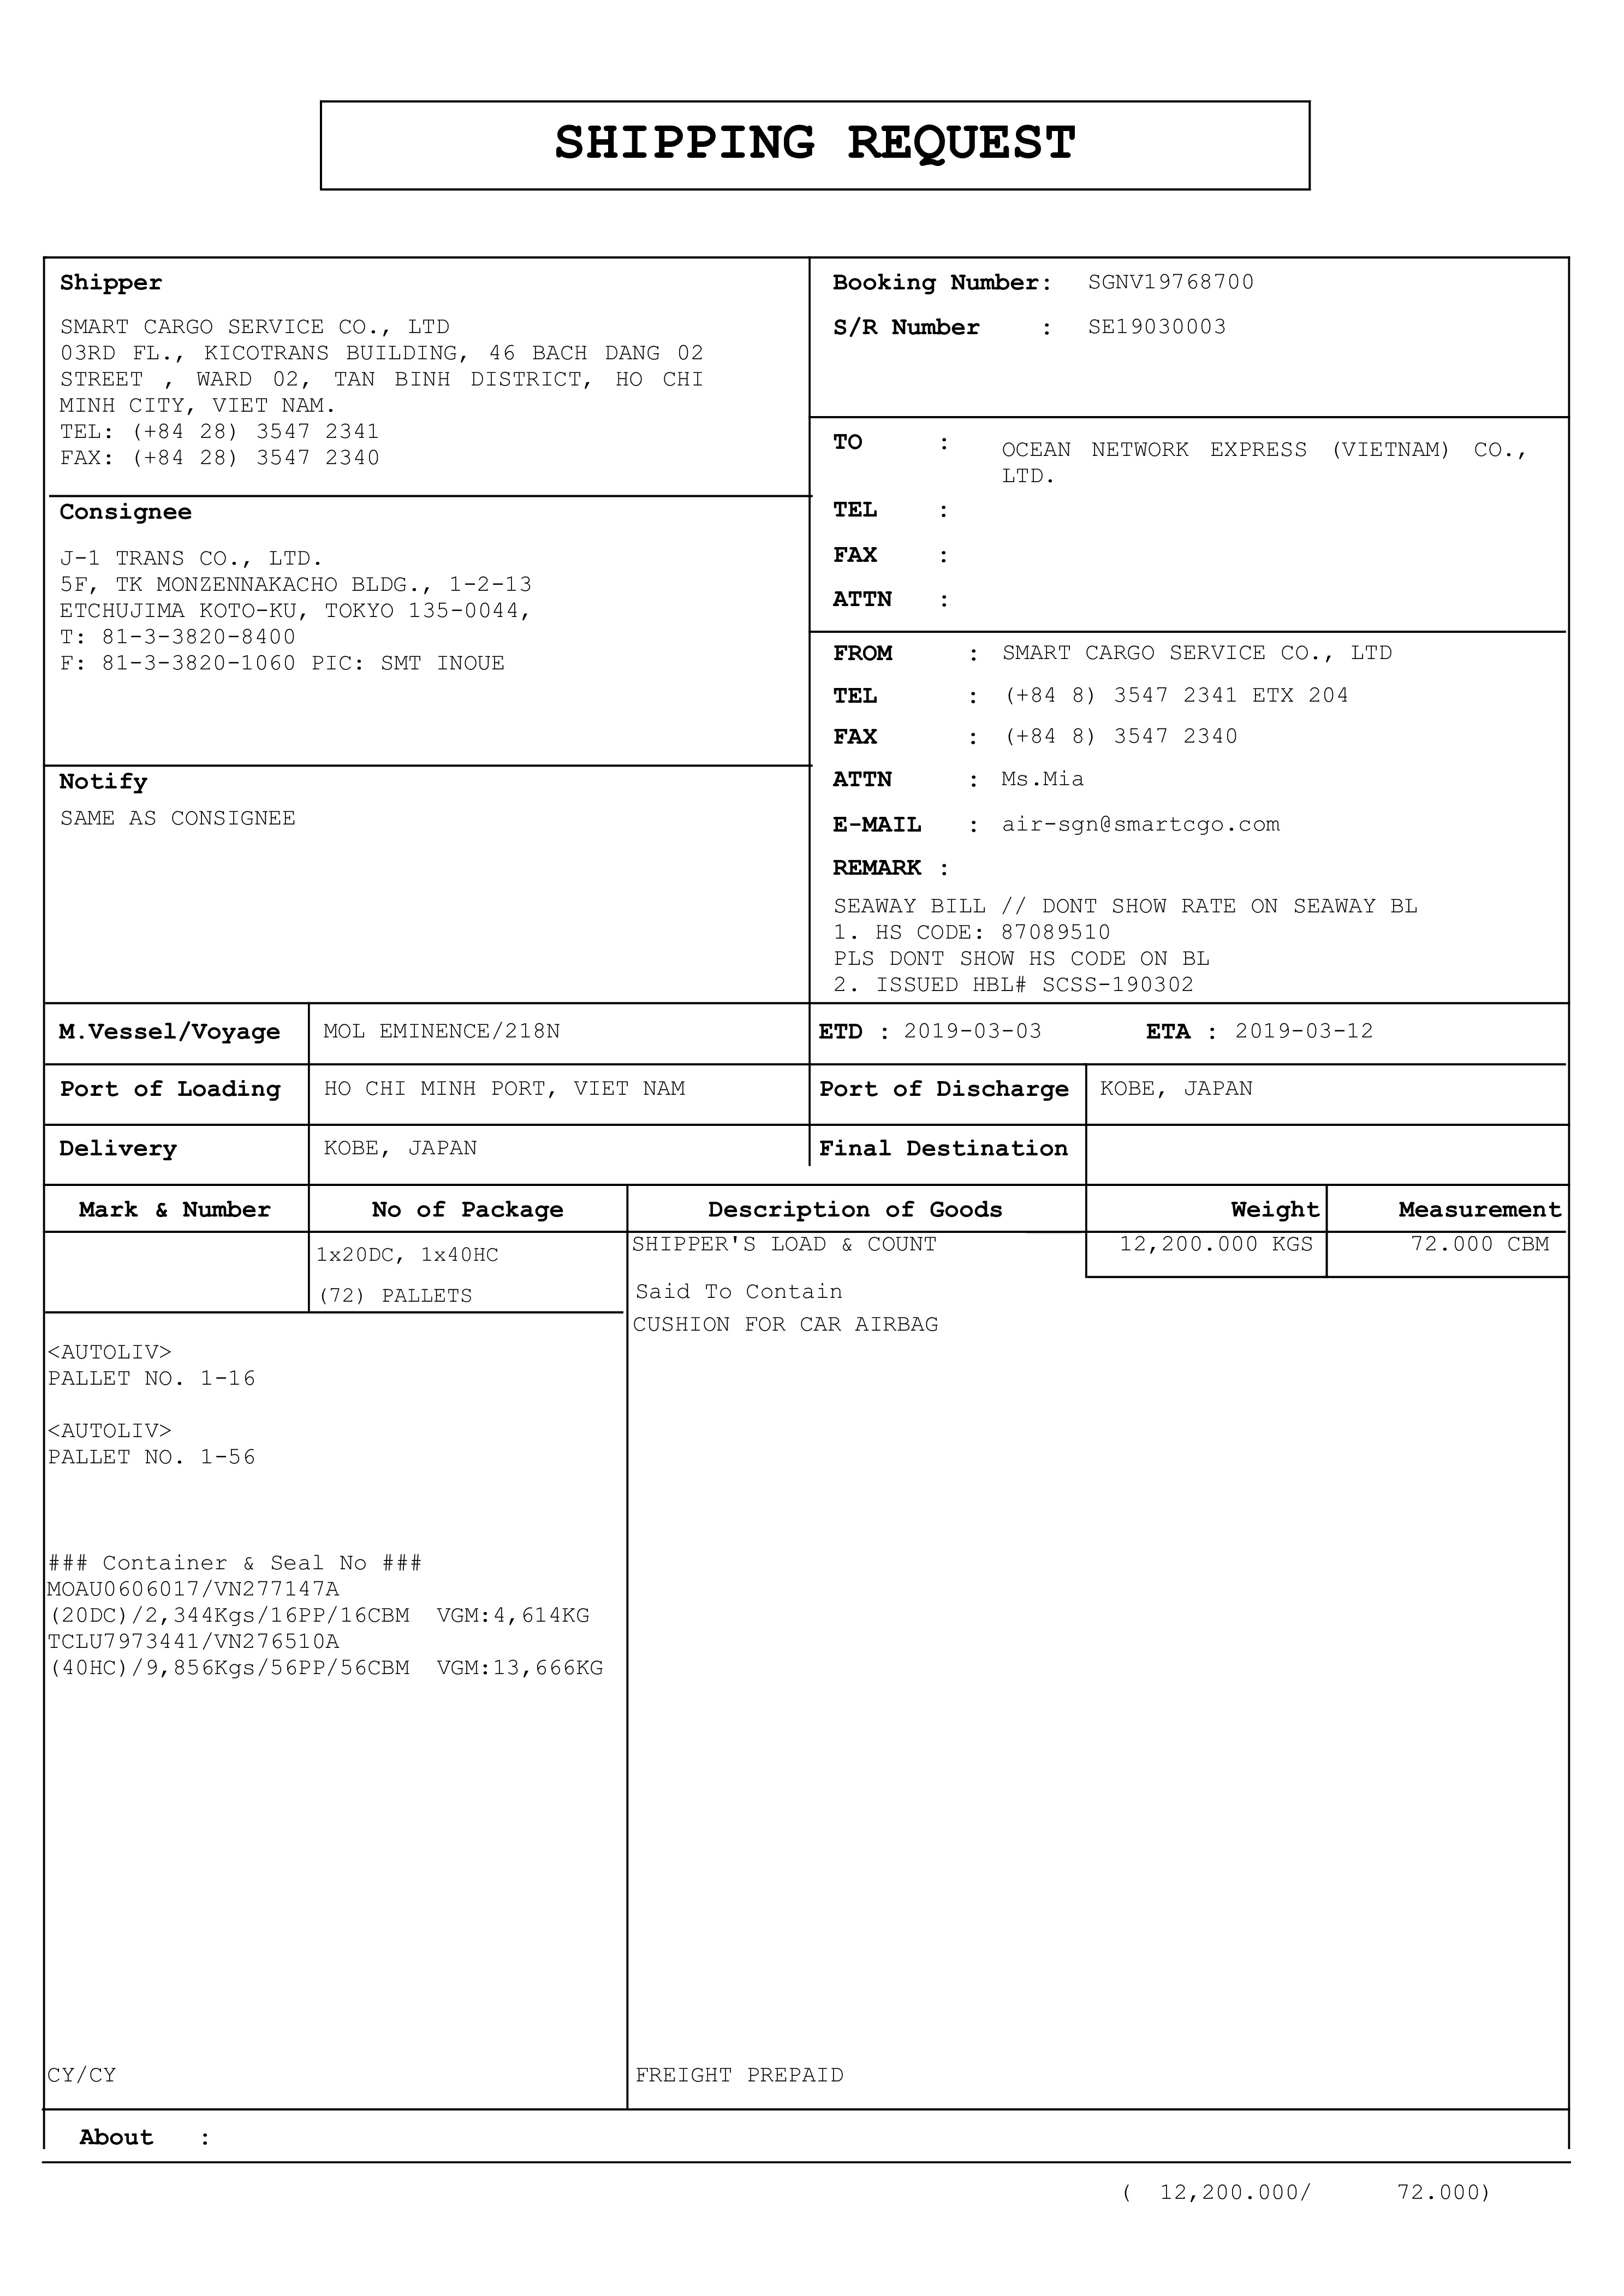 SHIPPING REQUEST
Shipper
SMART CARGO SERVICE CO., LTD
03RD FL., KICOTRANS BUILDING, 46 BACH DANG 02
STREET , WARD 02, TAN BINH DISTRICT, HO CHI
MINH CITY, VIET NAM.
TEL: (+84 28) 3547 2341
FAX: (+84 28) 3547 2340
Consignee
J-1 TRANS CO., LTD.
5F, TK MONZENNAKACHO BLDG., 1-2-13
ETCHUJIMA KOTO-KU, TOKYO 135-0044,
T: 81-3-3820-8400
F: 81-3-3820-1060 PIC: SMT INOUE
Notify
SAME AS CONSIGNEE
Booking Number: SGNV19768700
S/R Number : SE19030003
TO : OCEAN NETWORK EXPRESS (VIETNAM) CO.,
LTD.
TEL :
FAX :
ATTN :
FROM : SMART CARGO SERVICE CO., LTD
TEL : (+84 8) 3547 2341 ETX 204
FAX : (+84 8) 3547 2340
ATTN : Ms.Mia
E-MAIL : air-sgn@smartcgo.com
REMARK :
SEAWAY BILL // DONT SHOW RATE ON SEAWAY BL
1. HS CODE: 87089510
PLS DONT SHOW HS CODE ON BL
2. ISSUED HBL# SCSS-190302
M.Vessel/Voyage MOL EMINENCE/218N ETD : 2019-03-03 ETA : 2019-03-12
Port of Loading HO CHI MINH PORT, VIET NAM Port of Discharge KOBE, JAPAN
Delivery KOBE, JAPAN Final Destination
Mark & Number No of Package Description of Goods Weight Measurement
1x20DC, 1x40HC SHIPPER'S LOAD & COUNT 12,200.000 KGS 72.000 CBM
(72) PALLETS Said To Contain
CUSHION FOR CAR AIRBAG
<AUTOLIV>
PALLET NO. 1-16
<AUTOLIV>
PALLET NO. 1-56
### Container & Seal No ###
MOAU0606017/VN277147A
(20DC)/2,344Kgs/16PP/16CBM VGM:4,614KG
TCLU7973441/VN276510A
(40HC)/9,856Kgs/56PP/56CBM VGM:13,666KG
CY/CY FREIGHT PREPAID
About :
( 12,200.000/ 72.000)